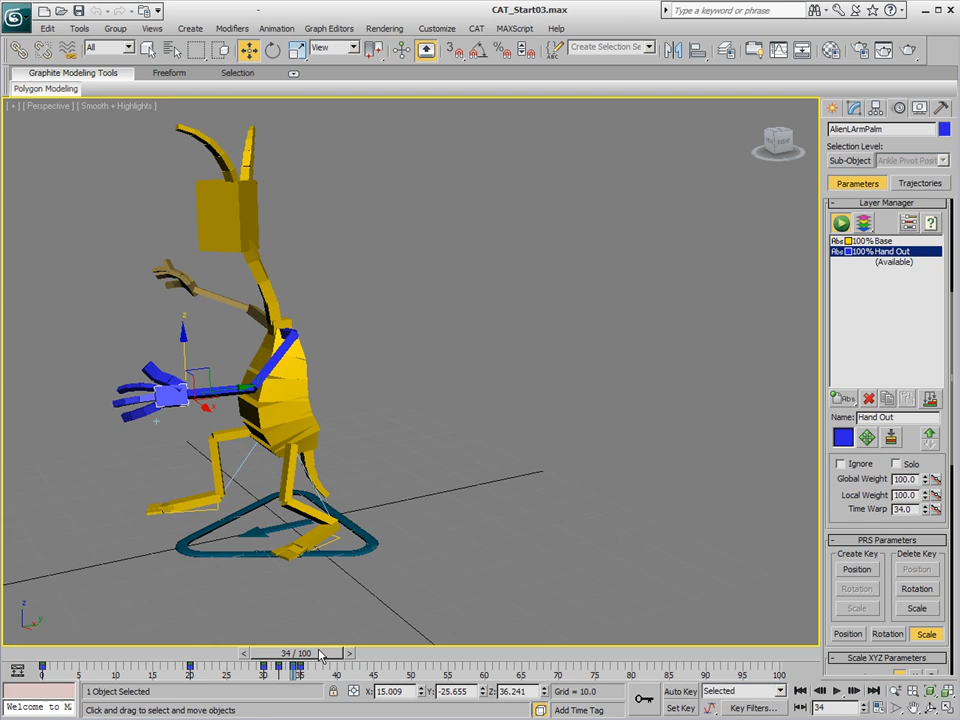 CAT_Start03.max
Type a keyword or phrase
Edit Tools Group Views Create Modifiers Animation Graph Editors Rendering Customize CAT MAXScript Help
All
View
Create Selection Se
Graphite Modeling Tools Freeform Selection
Polygon Modeling
[ + ] [ Perspective ] [ Smooth + Highlights ]
AlienLArmPalm
Selection Level:
Sub-Object Ankle Pivot Posit
Parameters Trajectories
Layer Manager
Abs 100% Base
Abs 100% Hand Out
(Available)
Abs
Name: Hand Out
Ignore Solo
Global Weight 100.0
Local Weight 100.0
Time Warp 34.0
PRS Parameters
Create Key Delete Key
Position Position
Rotation Rotation
Scale Scale
Position Rotation Scale
Scale XYZ Parameters
z
x
z
y
< 34 / 100 >
0 5 10 15 20 25 30 35 40 45 50 55 60 65 70 75 80 85 90 95 100
1 Object Selected X: 15.009 Y: -25.655 Z: 36.241 Grid = 10.0 Auto Key Selected
Welcome to M
Click and drag to select and move objects Add Time Tag Set Key Key Filters... 34